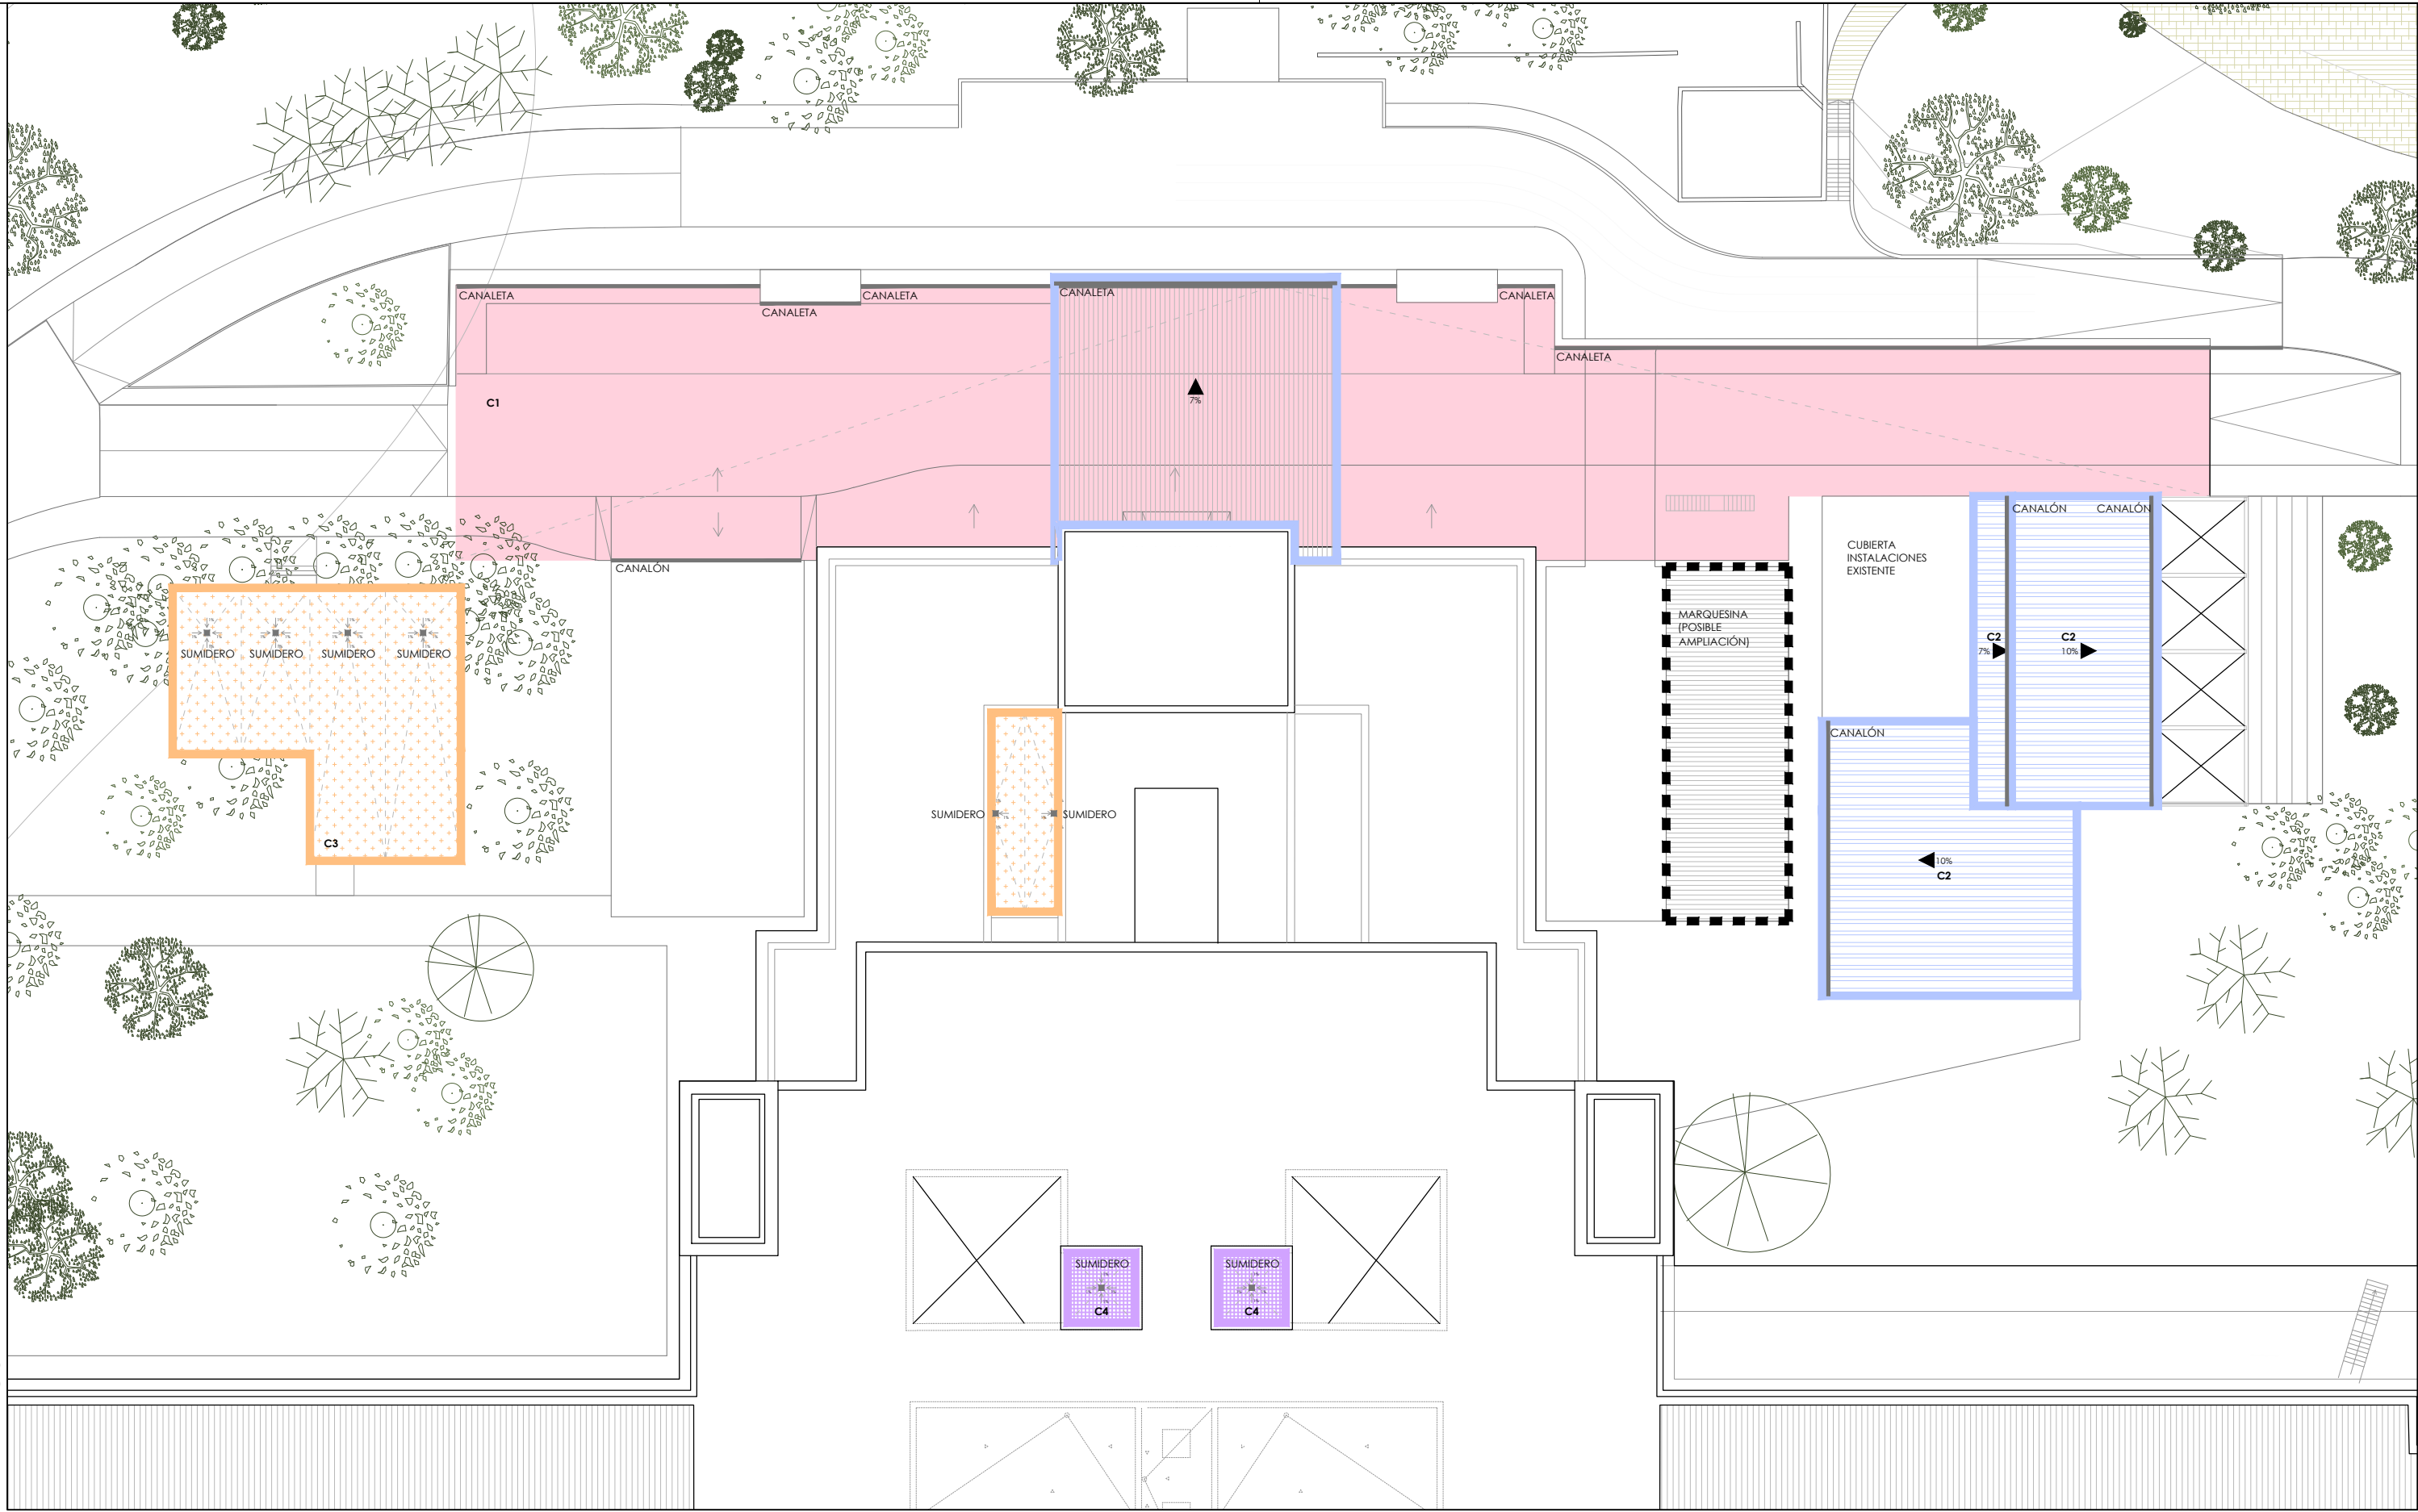 CANALETA
CANALETA
CANALETA
CANALETA
CANALETA
CANALETA
C1
7%
CANALÓN
CANALÓN
CANALÓN
CUBIERTA
INSTALACIONES
EXISTENTE
MARQUESINA
(POSIBLE
AMPLIACIÓN)
C2
7%
C2
10%
SUMIDERO
SUMIDERO
SUMIDERO
SUMIDERO
CANALÓN
C3
SUMIDERO
SUMIDERO
10%
C2
SUMIDERO
C4
SUMIDERO
C4